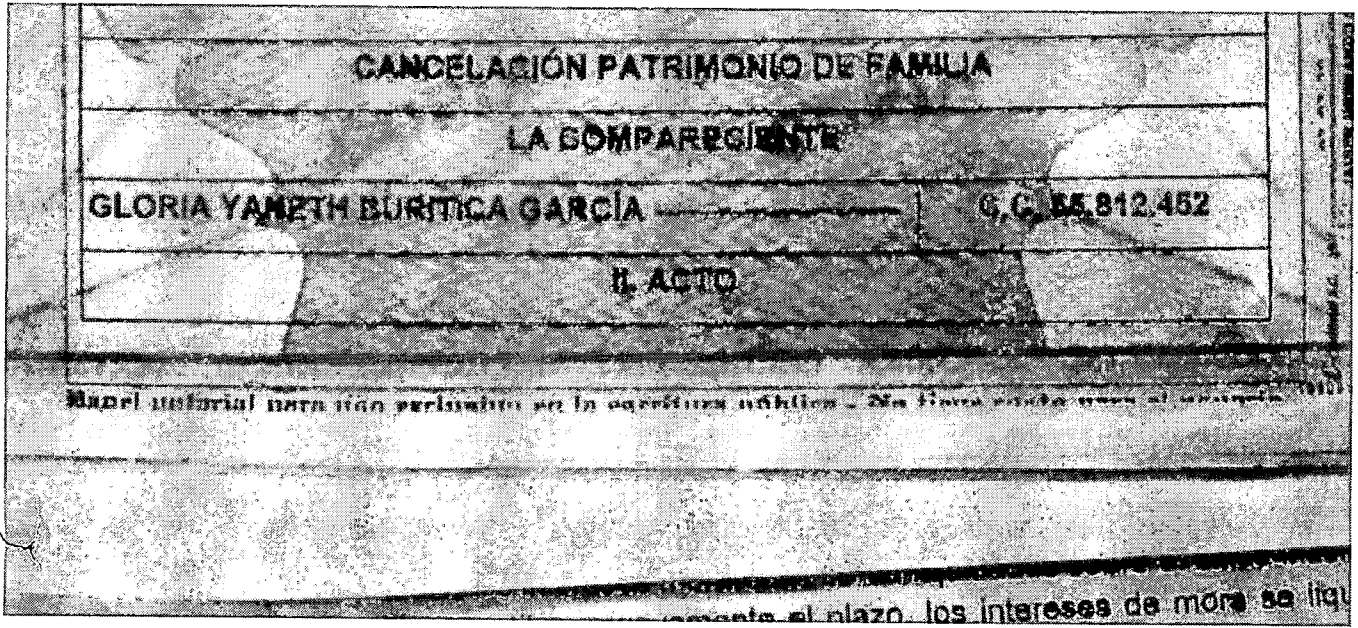 CANCELACIÓN PATRIMONIO DE FAMILIA
LA COMPARECIENTE
GLORIA YANETH BURITICA GARCÍA C.C. 55.812.452
II. ACTO
Papel notarial para uso exclusivo en la escritura pública - No tiene costo para el usuario
el plazo, los intereses de mora se liqu